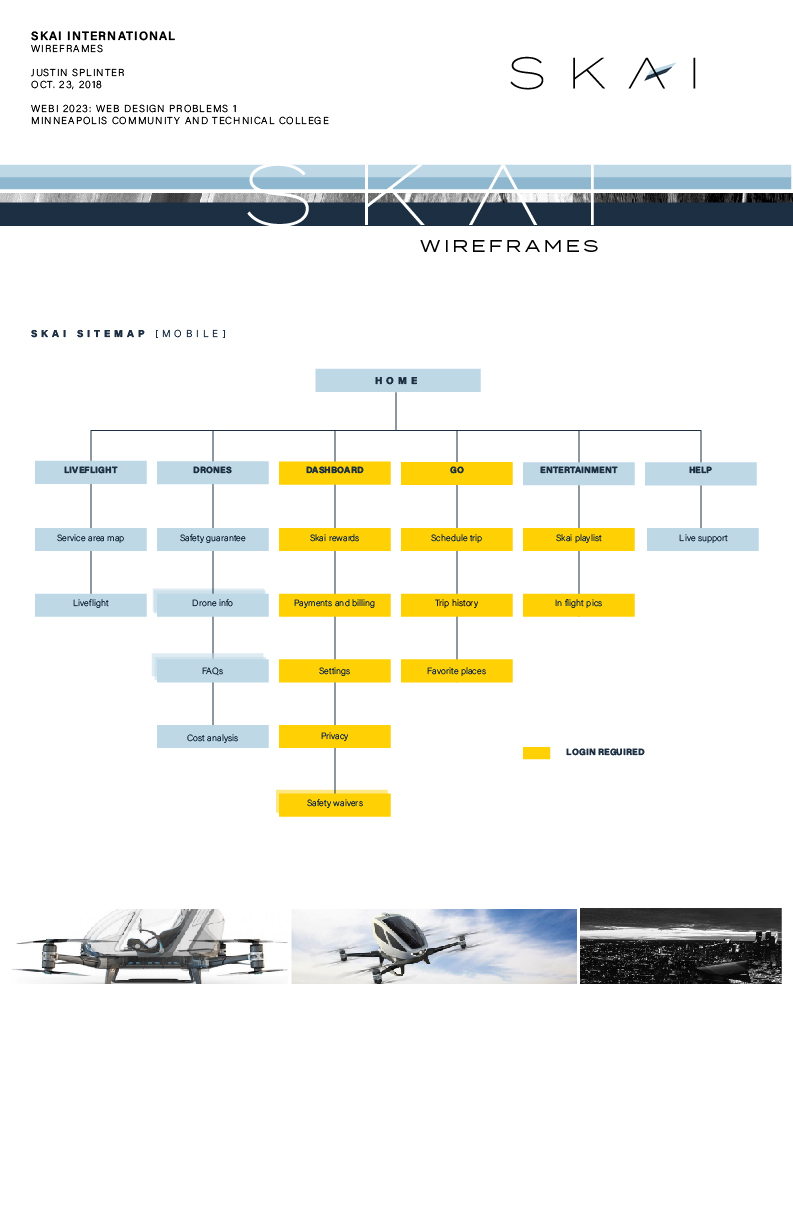 SKAI INTERNATIONAL
WIREFRAMES
JUSTIN SPLINTER
OCT. 23, 2018
WEBI 2023: WEB DESIGN PROBLEMS 1
MINNEAPOLIS COMMUNITY AND TECHNICAL COLLEGE
SKAI
SKAI
WIREFRAMES
SKAI SITEMAP [MOBILE]
HOME
LIVEFLIGHT DRONES DASHBOARD GO ENTERTAINMENT HELP
Service area map Safety guarantee Skai rewards Schedule trip Skai playlist Live support
Liveflight Drone info Payments and billing Trip history In flight pics
FAQs Settings Favorite places
Cost analysis Privacy
LOGIN REGUIRED
Safety waivers